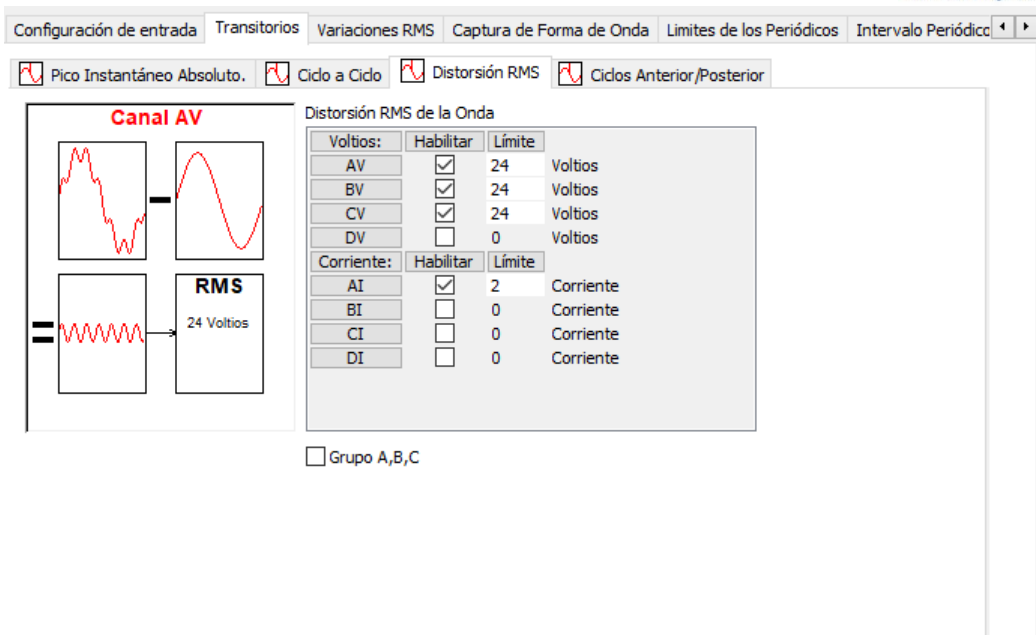 Configuración de entrada Transitorios Variaciones RMS Captura de Forma de Onda Limites de los Periódicos Intervalo Periódicc
Pico Instantáneo Absoluto. Ciclo a Ciclo Distorsión RMS Ciclos Anterior/Posterior
Canal AV
RMS
24 Voltios
Distorsión RMS de la Onda
Voltios: Habilitar Límite
AV 24 Voltios
BV 24 Voltios
CV 24 Voltios
DV 0 Voltios
Corriente: Habilitar Límite
AI 2 Corriente
BI 0 Corriente
CI 0 Corriente
DI 0 Corriente
Grupo A,B,C